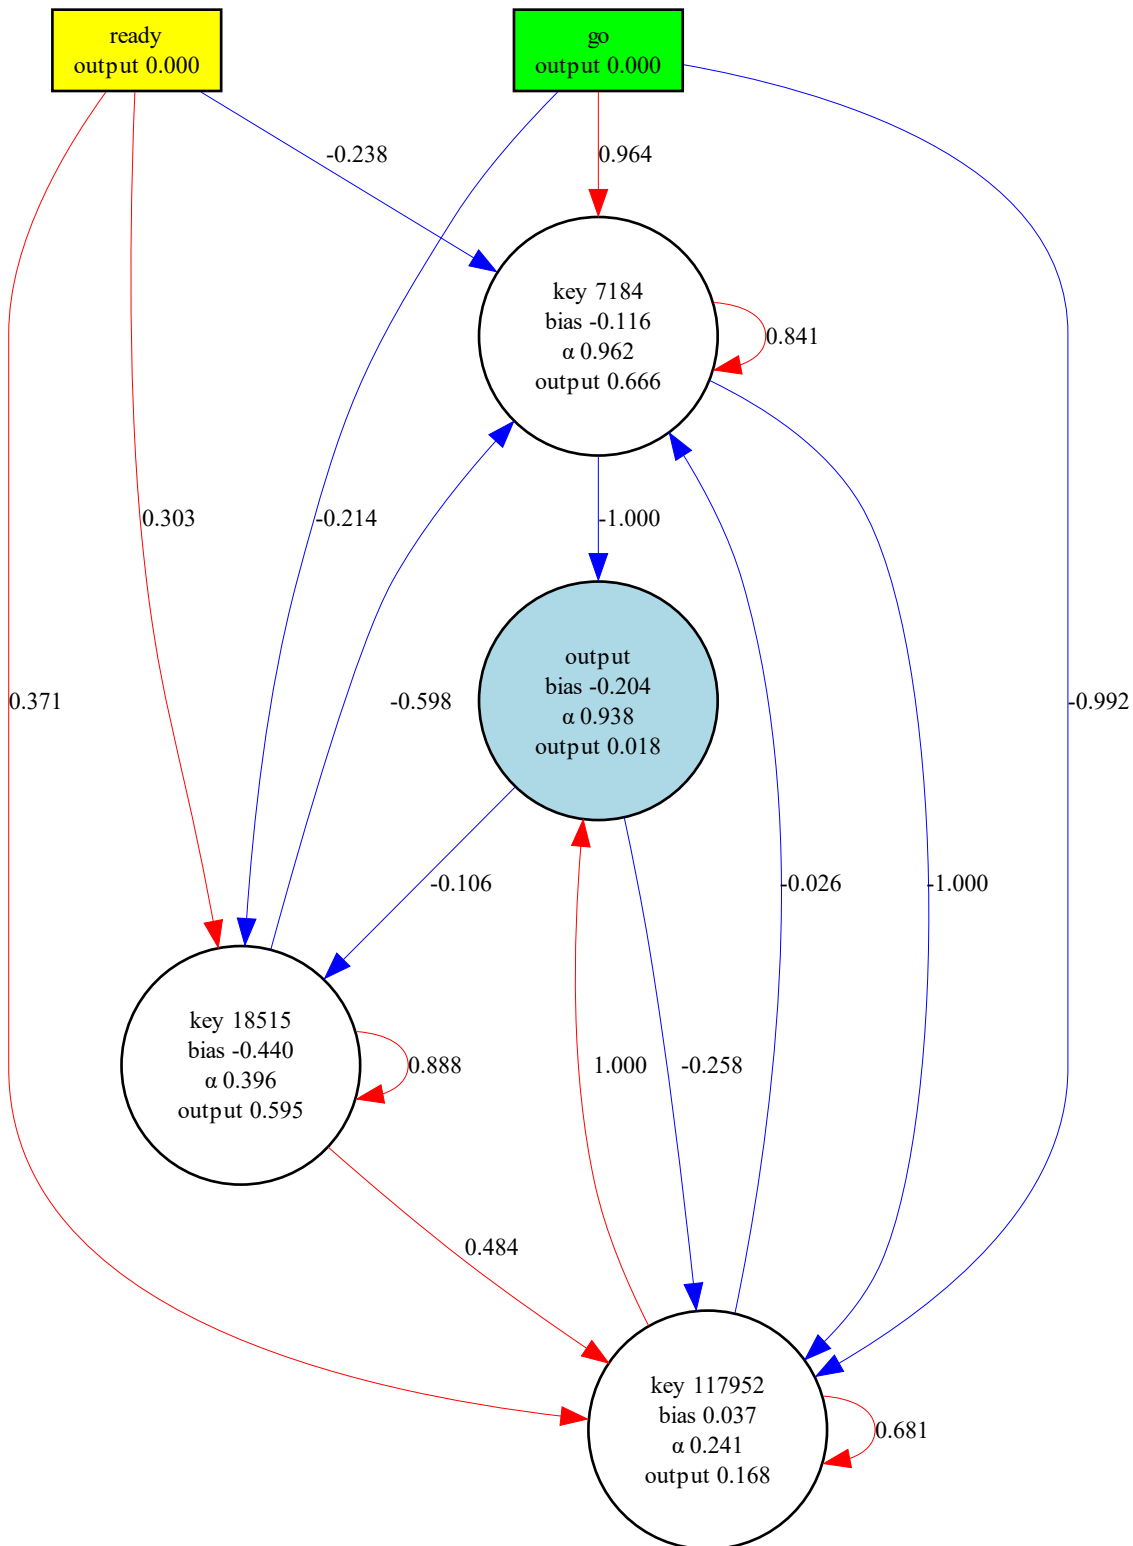 ready
output 0.000
go
output 0.000
-0.238
0.964
key 7184
bias -0.116
α 0.962
output 0.666
0.841
0.303
-0.214
-1.000
output
bias -0.204
α 0.938
output 0.018
0.371
-0.598
-0.992
-0.106
-0.026
-1.000
key 18515
bias -0.440
α 0.396
output 0.595
0.888
1.000
-0.258
0.484
key 117952
bias 0.037
α 0.241
output 0.168
0.681